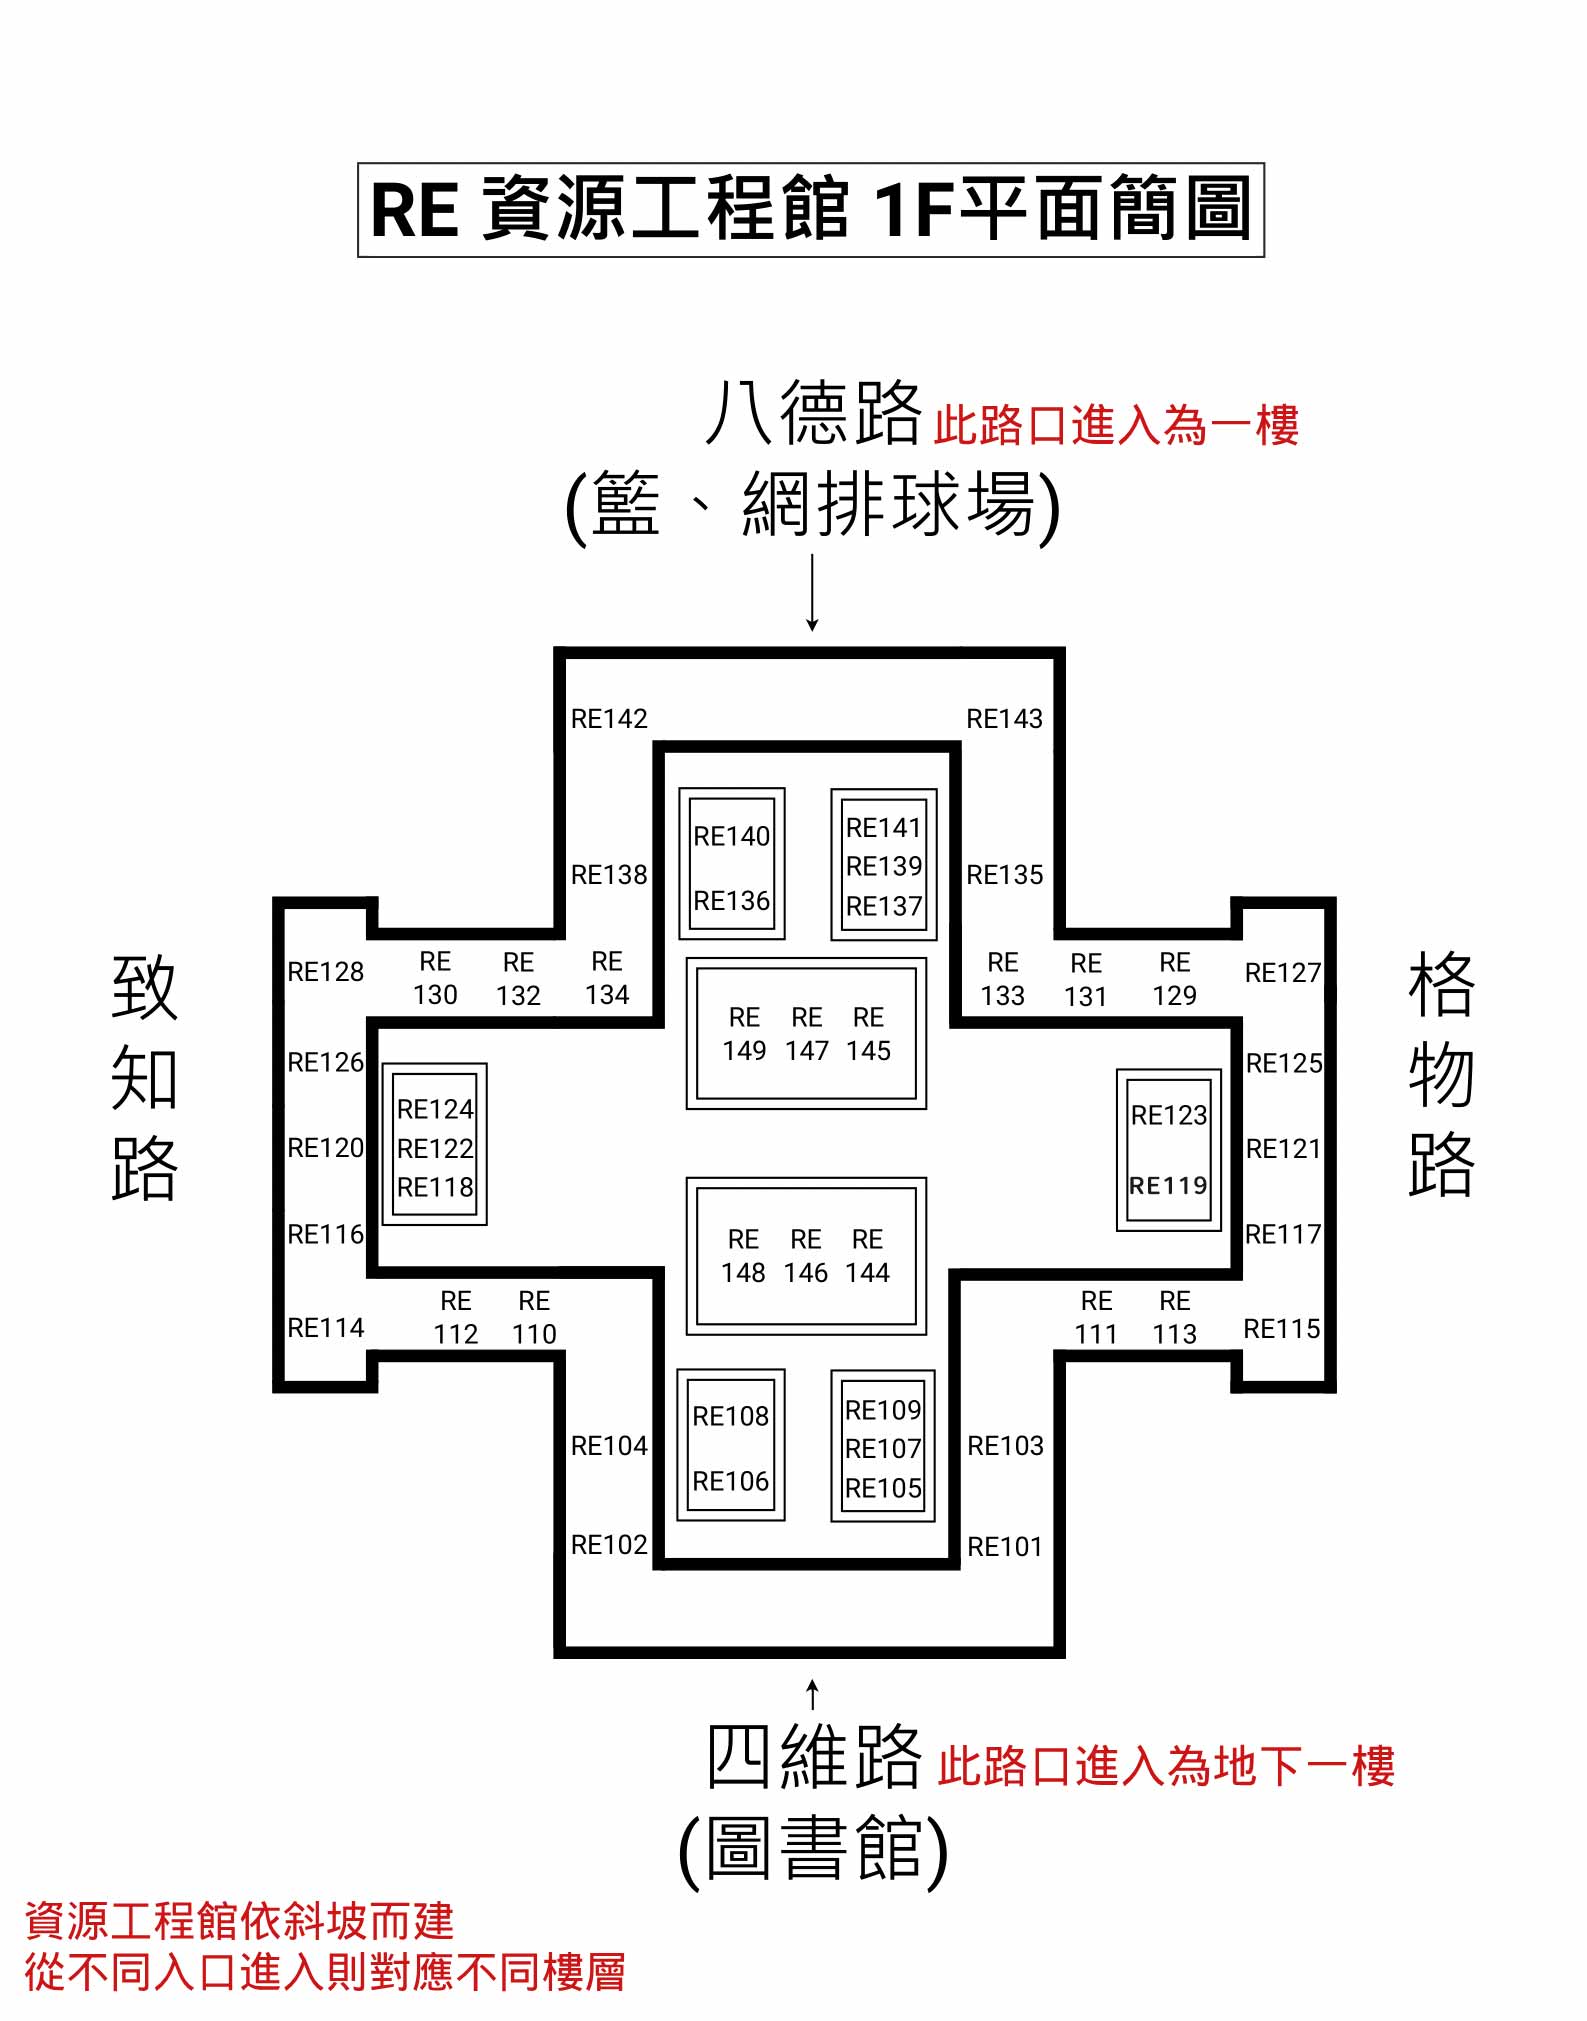 RE 資源工程館 1F平面簡圖
八德路 此路口進入為一樓
(籃、網排球場)
RE142
RE143
RE140
RE136
RE141
RE139
RE137
RE138
RE135
RE128
RE
130
RE
132
RE
134
RE
133
RE
131
RE
129
RE127
致
知
路
格
物
路
RE
149
RE
147
RE
145
RE126
RE125
RE124
RE122
RE118
RE123
RE119
RE120
RE121
RE116
RE117
RE
148
RE
146
RE
144
RE114
RE
112
RE
110
RE
111
RE
113
RE115
RE108
RE106
RE109
RE107
RE105
RE104
RE103
RE102
RE101
四維路 此路口進入為地下一樓
(圖書館)
資源工程館依斜坡而建
從不同入口進入則對應不同樓層